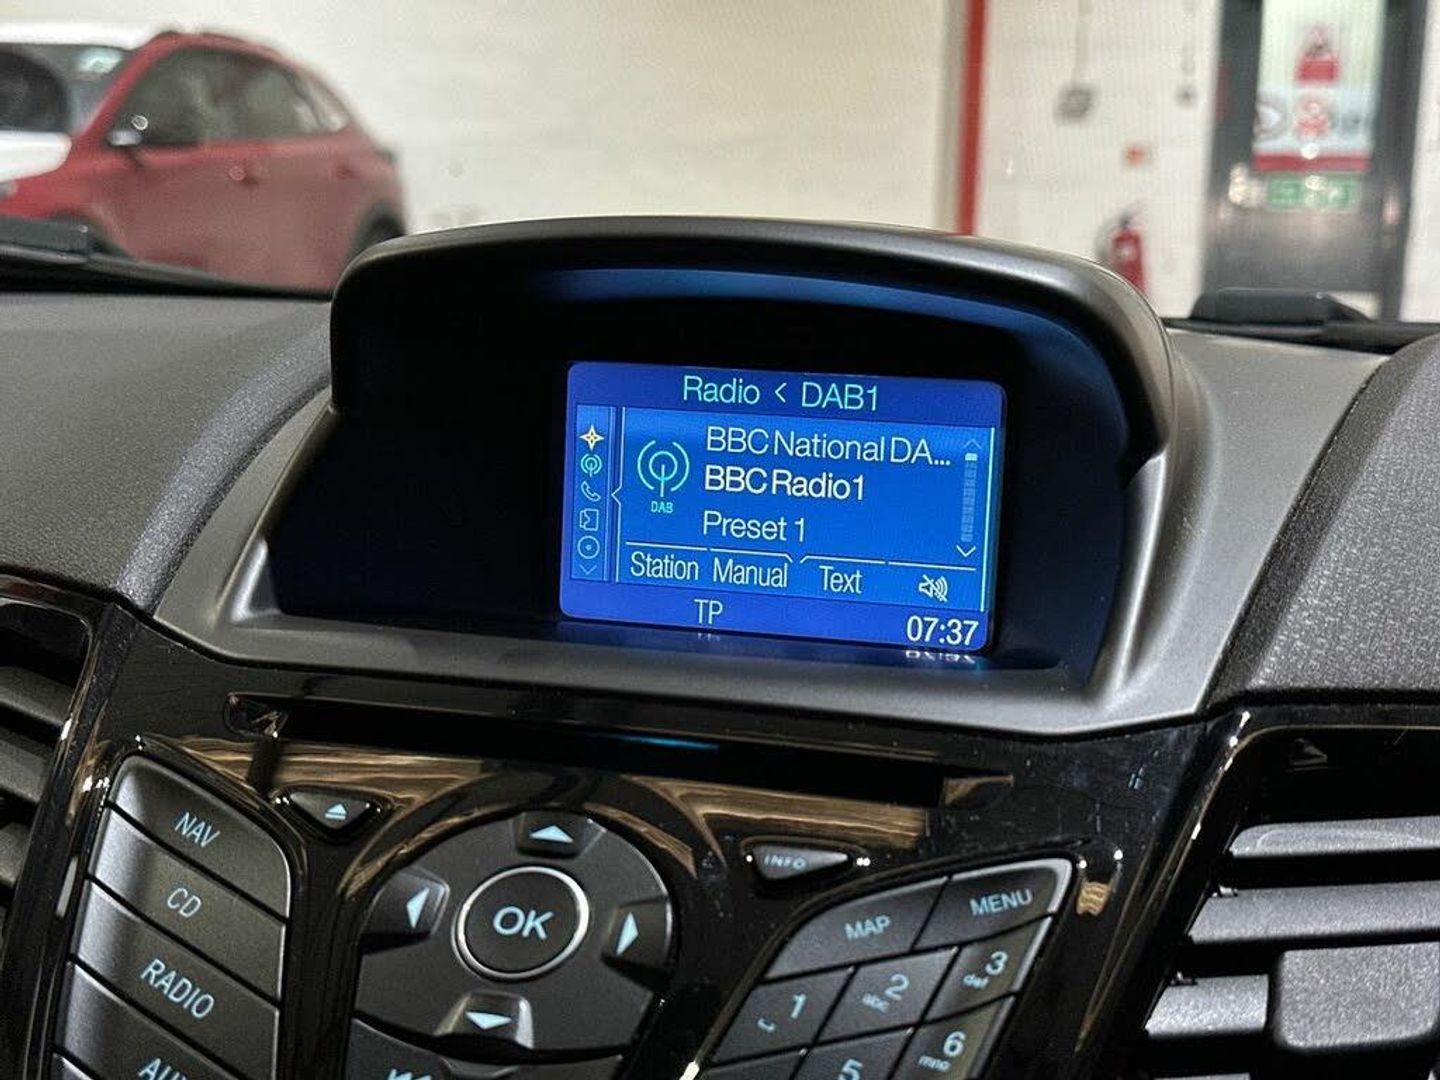 Radio < DAB1
BBC National DA...
BBC Radio1
DAB
Preset 1
Station Manual Text
TP
07:37
NAV
CD
RADIO
OK
INFO
MAP
MENU
1
2
abc
3
def
5
6
mno